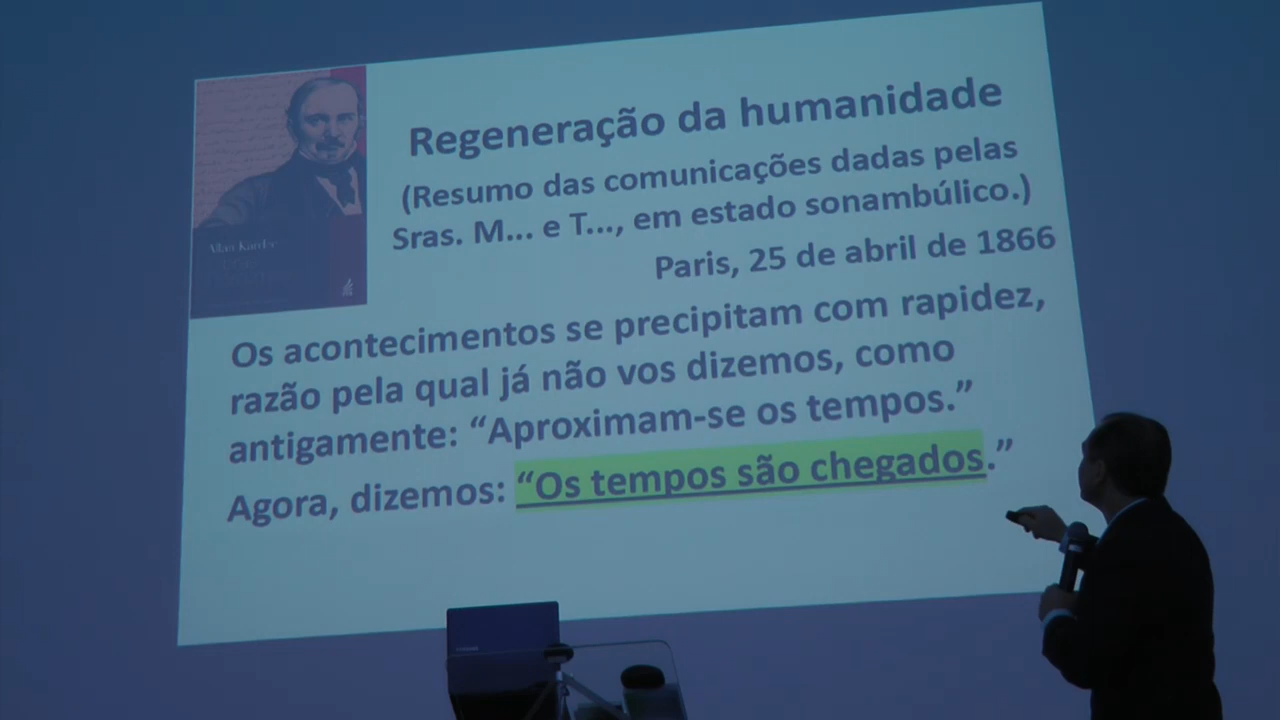 Regeneração da humanidade
(Resumo das comunicações dadas pelas
Sras. M... e T..., em estado sonambúlico.)
Paris, 25 de abril de 1866
Allan Kardec
Os acontecimentos se precipitam com rapidez,
razão pela qual já não vos dizemos, como
antigamente: “Aproximam-se os tempos.”
Agora, dizemos: “Os tempos são chegados.”